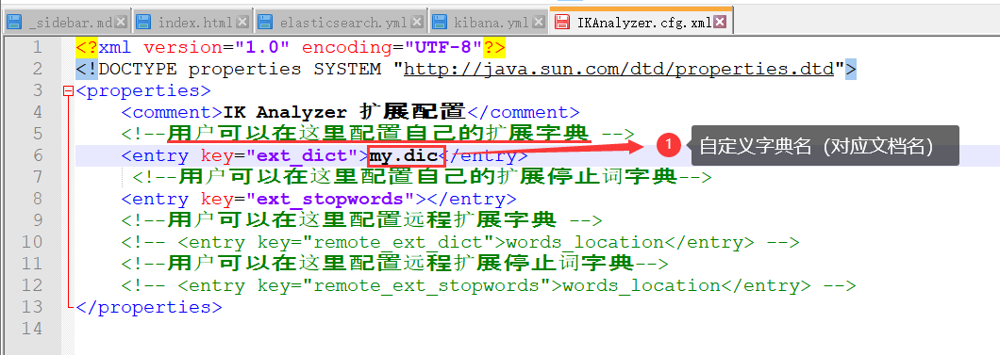 _sidebar.md index.html elasticsearch.yml kibana.yml IKAnalyzer.cfg.xml
1 <?xml version="1.0" encoding="UTF-8"?>
2 <!DOCTYPE properties SYSTEM "http://java.sun.com/dtd/properties.dtd">
3 <properties>
4 <comment>IK Analyzer 扩展配置</comment>
5 <!--用户可以在这里配置自己的扩展字典 -->
6 <entry key="ext_dict">my.dic</entry> 1 自定义字典名（对应文档名）
7 <!--用户可以在这里配置自己的扩展停止词字典-->
8 <entry key="ext_stopwords"></entry>
9 <!--用户可以在这里配置远程扩展字典 -->
10 <!-- <entry key="remote_ext_dict">words_location</entry> -->
11 <!--用户可以在这里配置远程扩展停止词字典-->
12 <!-- <entry key="remote_ext_stopwords">words_location</entry> -->
13 </properties>
14